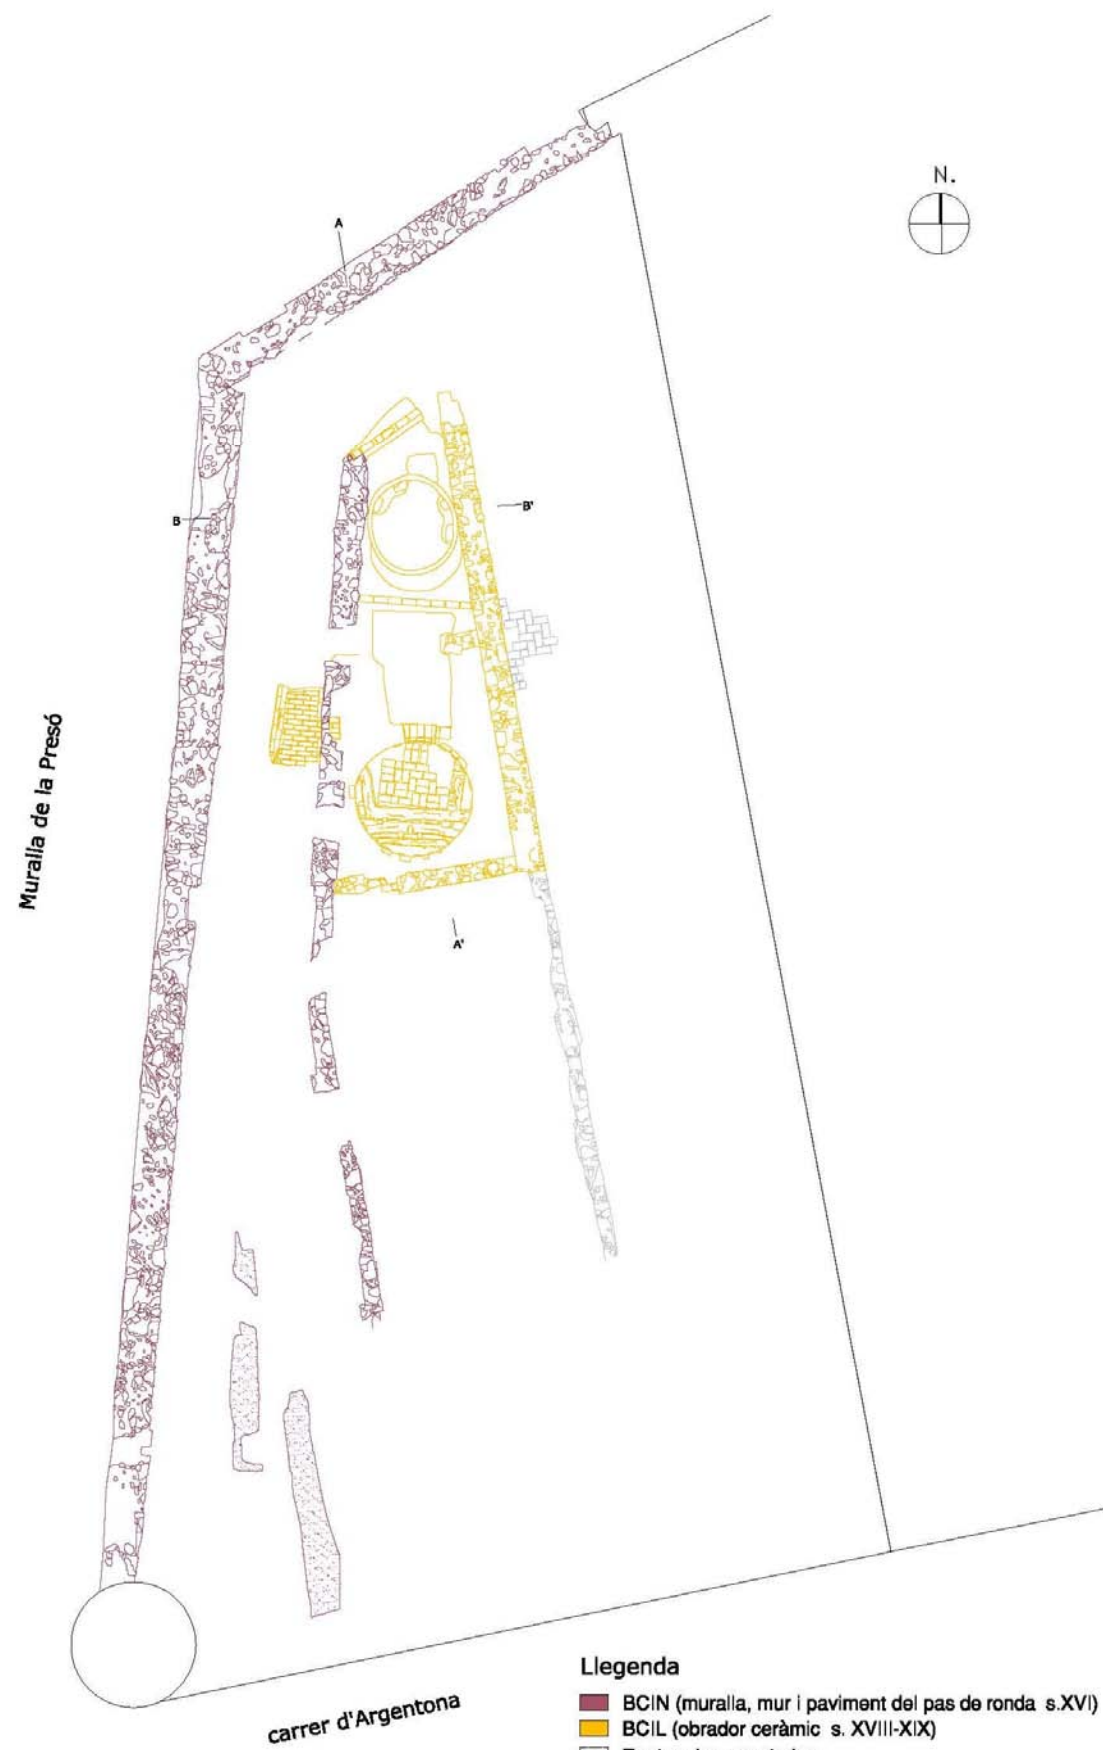 N.
A
B
B'
Muralla de la Presó
A'
carrer d'Argentona
Llegenda
BCIN (muralla, mur i paviment del pas de ronda s.XVI)
BCIL (obrador ceràmic s. XVIII-XIX)